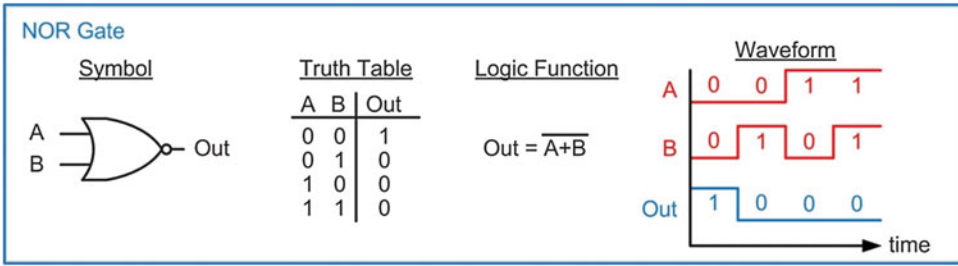 NOR Gate
Symbol
A
B
Out
Truth Table
A B Out
0 0 1
0 1 0
1 0 0
1 1 0
Logic Function
Out = A+B
Waveform
A 0 0 1 1
B 0 1 0 1
Out 1 0 0 0
time